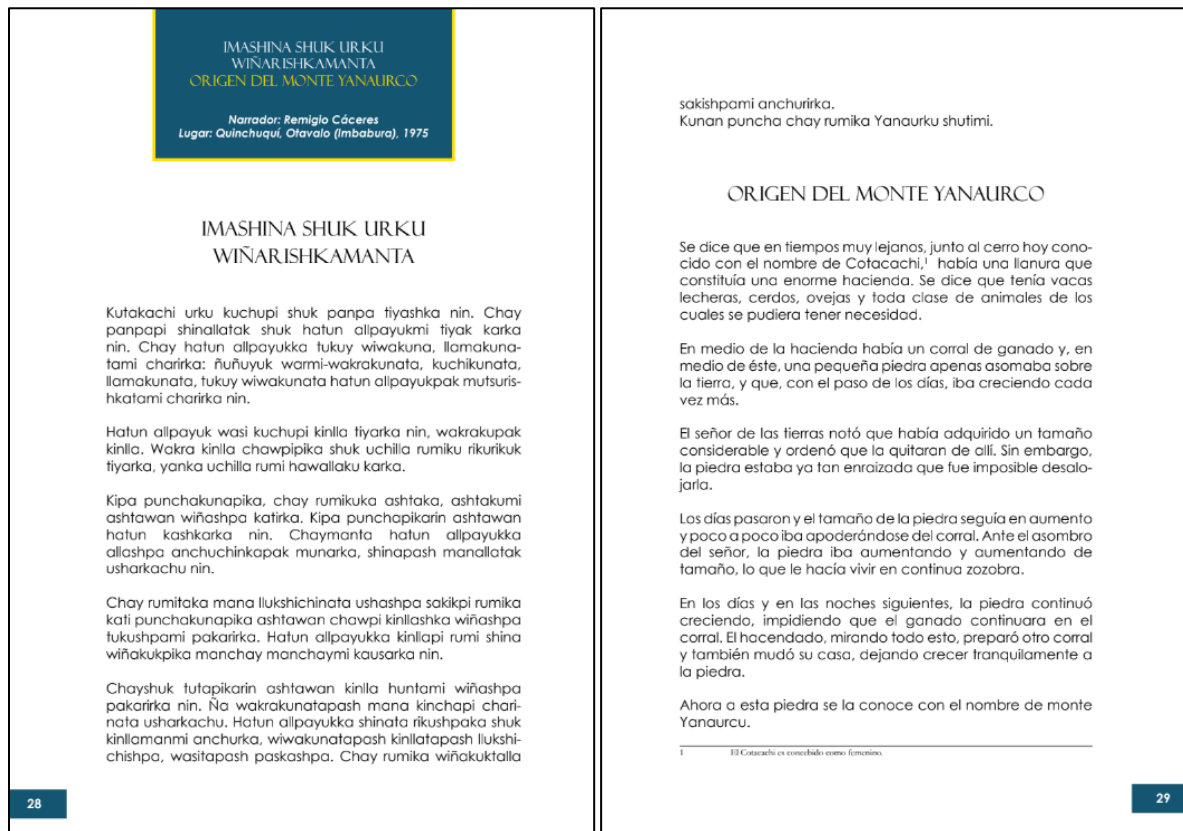 IMASHINA SHUK URKU
WIÑARISHKAMANTA
ORIGEN DEL MONTE YANAURCO
Narrador: Remigio Cáceres
Lugar: Quinchuquí, Otavalo (Imbabura), 1975
IMASHINA SHUK URKU
WIÑARISHKAMANTA
Kutakachi urku kuchupi shuk panpa tiyashka nin. Chay
panpapi shinallatak shuk hatun allpayukmi tiyak karka
nin. Chay hatun allpayukka tukuy wiwakuna, llamakuna-
tami charirka: ñuñuyuk warmi-wakrakunata, kuchikunata,
llamakunata, tukuy wiwakunata hatun allpayukpak mutsuris-
hkatami charirka nin.
Hatun allpayuk wasi kuchupi kinlla tiyarka nin, wakrakupak
kinlla. Wakra kinlla chawpipika shuk uchilla rumiku rikurikuk
tiyarka, yanka uchilla rumi hawallaku karka.
Kipa punchakunapika, chay rumikuka ashtaka, ashtakumi
ashtawan wiñashpa katirka. Kipa punchapikarin ashtawan
hatun kashkarka nin. Chaymanta hatun allpayukka
allashpa anchuchinkapak munarka, shinapash manallatak
usharkachu nin.
Chay rumitaka mana llukshichinata ushashpa sakikpi rumika
kati punchakunapika ashtawan chawpi kinllashka wiñashpa
tukushpami pakarirka. Hatun allpayukka kinllapi rumi shina
wiñakukpika manchay manchaymi kausarka nin.
Chayshuk tutapikarin ashtawan kinlla huntami wiñashpa
pakarirka nin. Ña wakrakunatapash mana kinchapi chari-
nata usharkachu. Hatun allpayukka shinata rikushpaka shuk
kinllamanmi anchurka, wiwakunatapash kinllatapash llukshi-
chishpa, wasitapash paskashpa. Chay rumika wiñakuktalla
28
sakishpami anchurirka.
Kunan puncha chay rumika Yanaurku shutimi.
ORIGEN DEL MONTE YANAURCO
Se dice que en tiempos muy lejanos, junto al cerro hoy cono-
cido con el nombre de Cotacachi,¹ había una llanura que
constituía una enorme hacienda. Se dice que tenía vacas
lecheras, cerdos, ovejas y toda clase de animales de los
cuales se pudiera tener necesidad.
En medio de la hacienda había un corral de ganado y, en
medio de éste, una pequeña piedra apenas asomaba sobre
la tierra, y que, con el paso de los días, iba creciendo cada
vez más.
El señor de las tierras notó que había adquirido un tamaño
considerable y ordenó que la quitaran de allí. Sin embargo,
la piedra estaba ya tan enraizada que fue imposible desalo-
jarla.
Los días pasaron y el tamaño de la piedra seguía en aumento
y poco a poco iba apoderándose del corral. Ante el asombro
del señor, la piedra iba aumentando y aumentando de
tamaño, lo que le hacía vivir en continua zozobra.
En los días y en las noches siguientes, la piedra continuó
creciendo, impidiendo que el ganado continuara en el
corral. El hacendado, mirando todo esto, preparó otro corral
y también mudó su casa, dejando crecer tranquilamente a
la piedra.
Ahora a esta piedra se la conoce con el nombre de monte
Yanaurcu.
1 El Cotacachi es concebido como femenino.
29